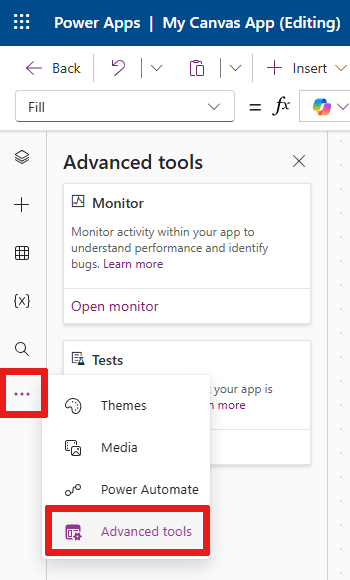 Power Apps | My Canvas App (Editing)
Back
Insert
Fill
= fx
Advanced tools
Monitor
Monitor activity within your app to
understand performance and identify
bugs. Learn more
Open monitor
{x}
Tests
your app is
more
Themes
Media
Power Automate
Advanced tools